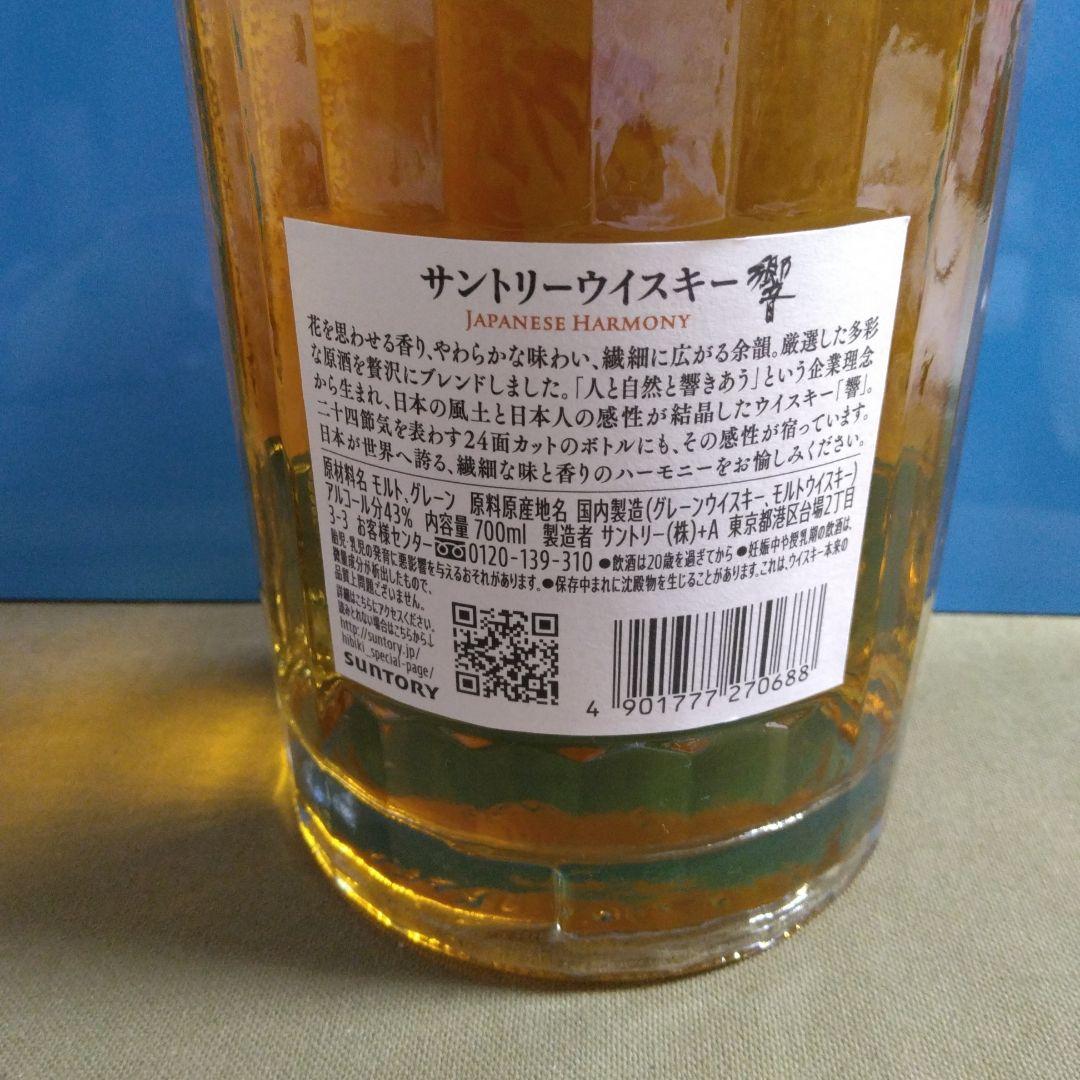 サントリーウイスキー 響
JAPANESE HARMONY
花を思わせる香り、やわらかな味わい、繊細に広がる余韻。厳選した多彩
な原酒を贅沢にブレンドしました。「人と自然と響きあう」という企業理念
から生まれ、日本の風土と日本人の感性が結晶したウイスキー「響」。
二十四節気を表わす24面カットのボトルにも、その感性が宿っています。
日本が世界へ誇る、繊細な味と香りのハーモニーをお愉しみください。
原材料名 モルト、グレーン 原料原産地名 国内製造(グレーンウイスキー、モルトウイスキー)
アルコール分43% 内容量 700ml 製造者 サントリー(株)+A 東京都港区台場2丁目
3-3 お客様センター 0120-139-310 ●飲酒は20歳を過ぎてから ●妊娠中や授乳期の飲酒は、
胎児・乳児の発育に悪影響を与えるおそれがあります。●保存中まれに沈殿物を生じることがあります。これは、ウイスキー本来の
微量成分が析出したもので、
品質上問題ございません。
詳細はこちらにアクセスください。
読みとれない場合はこちらから↓
http://suntory.jp/
hibiki_special-page/
SUNTORY
4 901777 270688